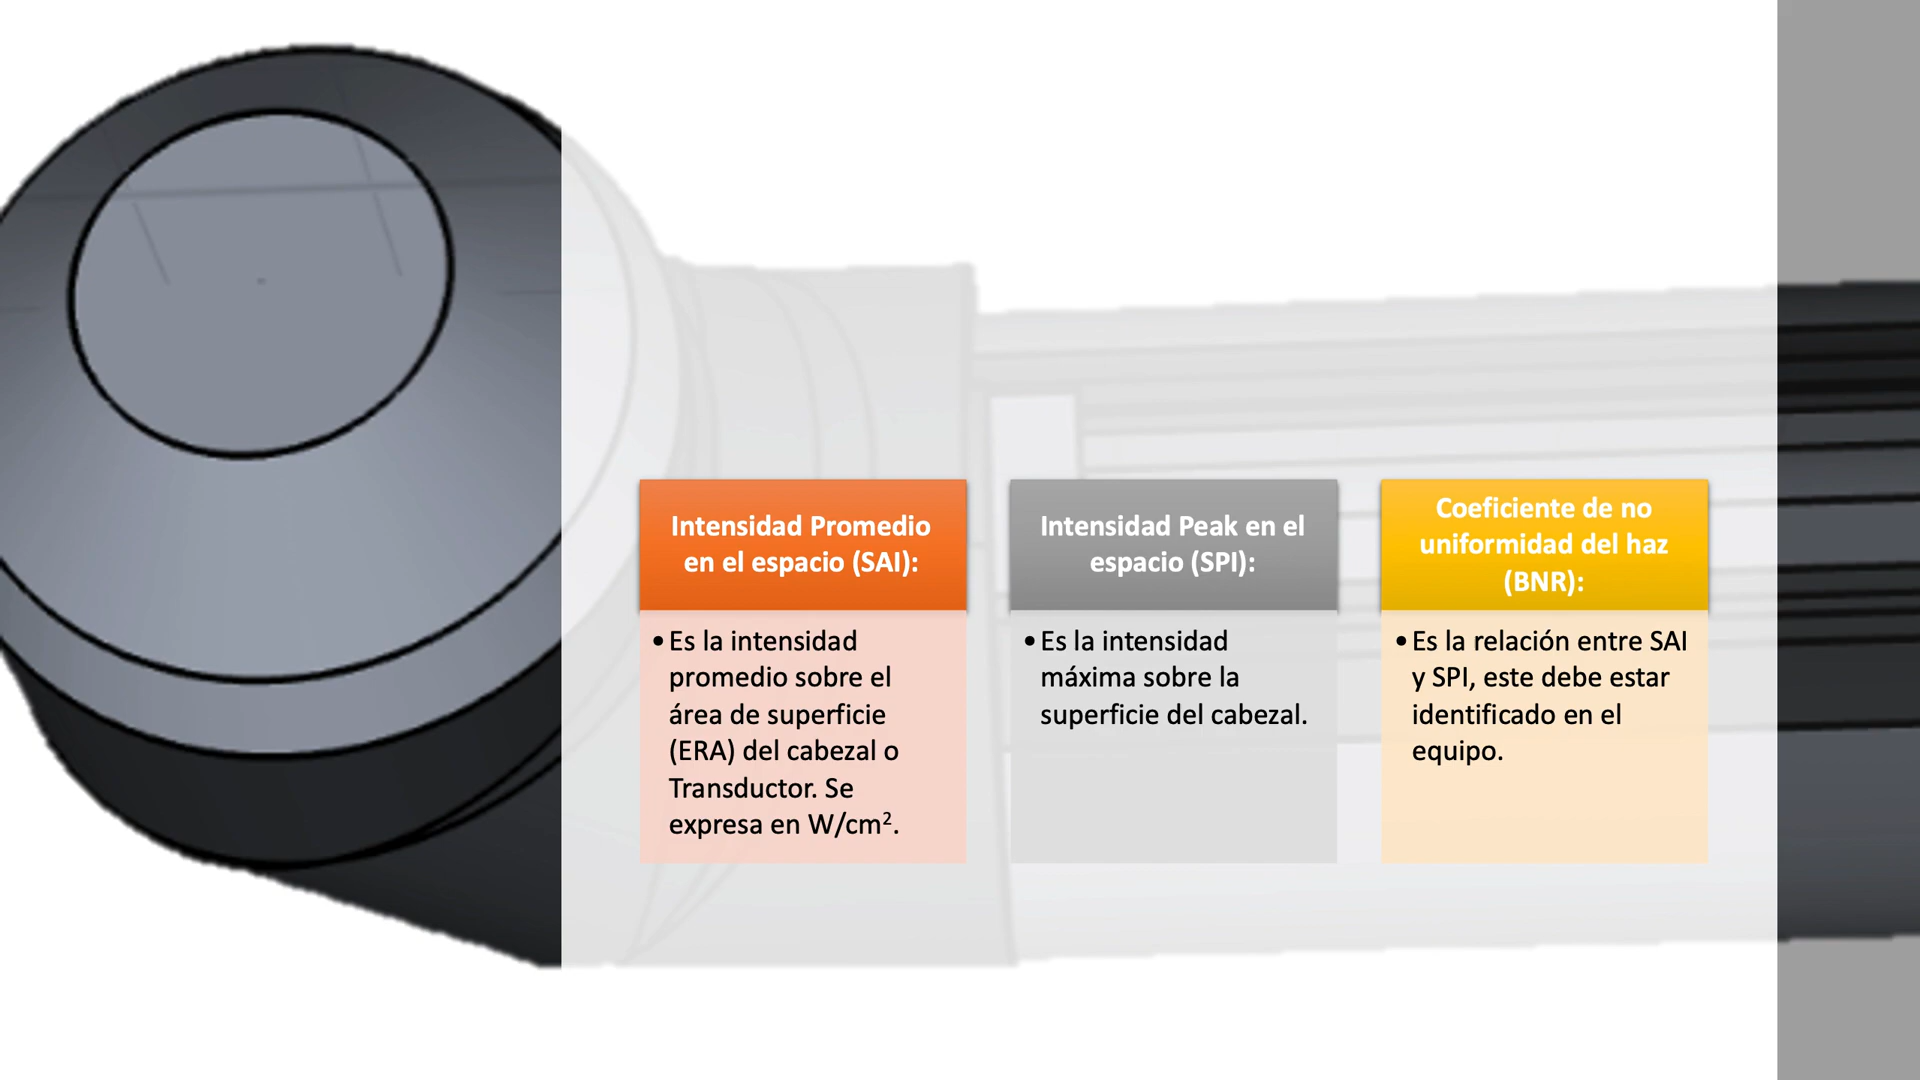 Intensidad Promedio
en el espacio (SAI):
• Es la intensidad
promedio sobre el
área de superficie
(ERA) del cabezal o
Transductor. Se
expresa en W/cm².
Intensidad Peak en el
espacio (SPI):
• Es la intensidad
máxima sobre la
superficie del cabezal.
Coeficiente de no
uniformidad del haz
(BNR):
• Es la relación entre SAI
y SPI, este debe estar
identificado en el
equipo.